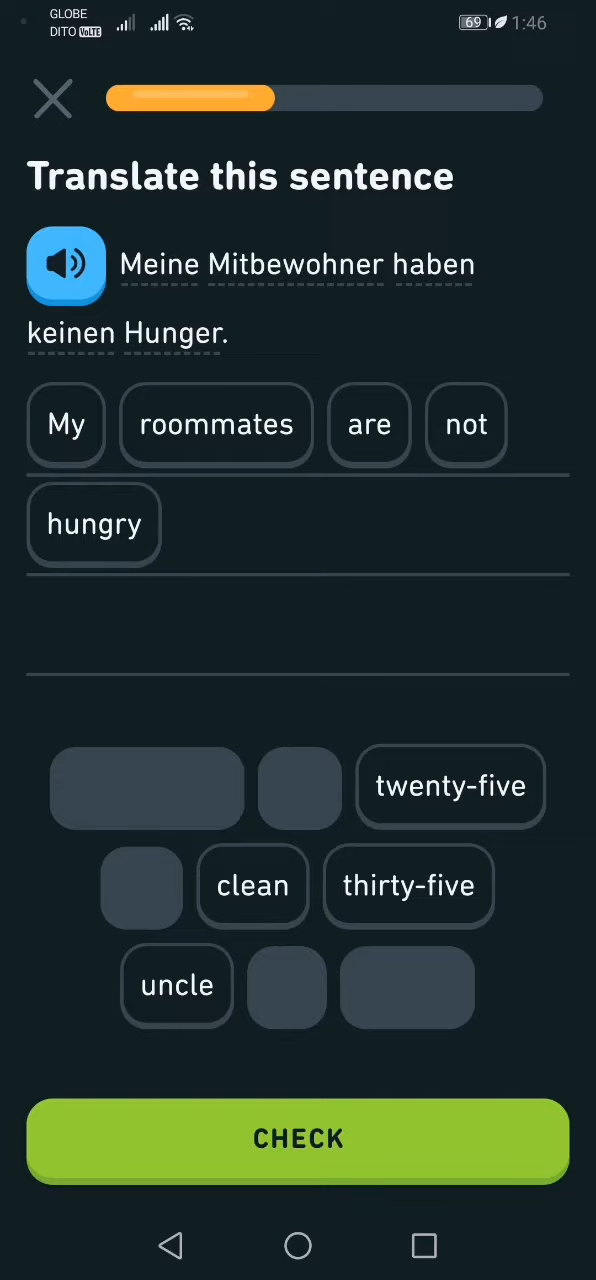 GLOBE
DITO VoLTE
69 1:46
Translate this sentence
Meine Mitbewohner haben
keinen Hunger.
My roommates are not
hungry
twenty-five
clean thirty-five
uncle
CHECK